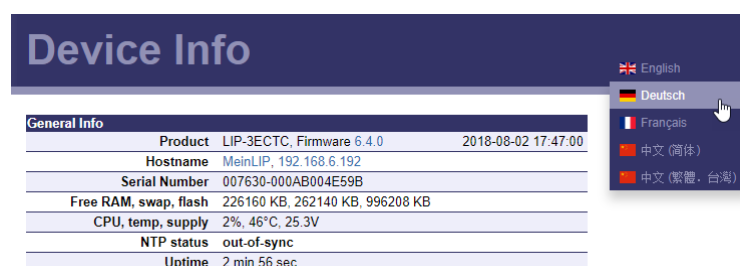 Device Info
English
Deutsch
Français
中文 (简体)
中文 (繁體，台灣)
General Info
Product LIP-3ECTC, Firmware 6.4.0 2018-08-02 17:47:00
Hostname MeinLIP, 192.168.6.192
Serial Number 007630-000AB004E59B
Free RAM, swap, flash 226160 KB, 262140 KB, 996208 KB
CPU, temp, supply 2%, 46°C, 25.3V
NTP status out-of-sync
Uptime 2 min 56 sec